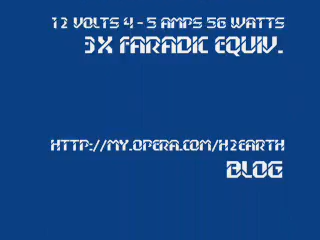 12 VOLTS 4-5 AMPS 56 WATTS
3X FARADIC EQUIV.
HTTP://MY.OPERA.COM/H2EARTH
BLOG